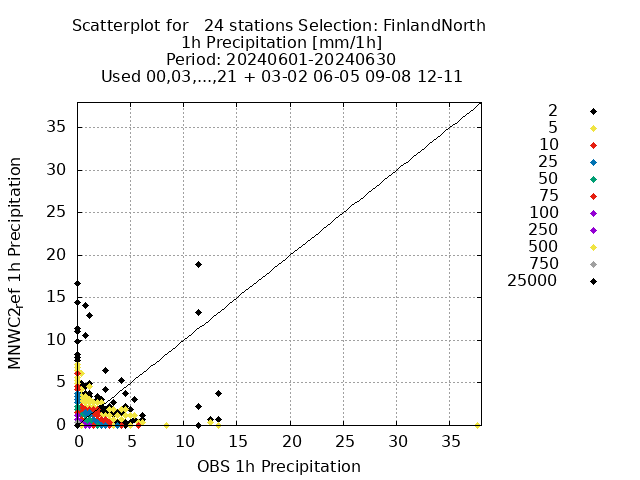 Scatterplot for 24 stations Selection: FinlandNorth
1h Precipitation [mm/1h]
Period: 20240601-20240630
Used 00,03,...,21 + 03-02 06-05 09-08 12-11
MNWC2ref 1h Precipitation
35
30
25
20
15
10
5
0
0 5 10 15 20 25 30 35
OBS 1h Precipitation
2
5
10
25
50
75
100
250
500
750
25000